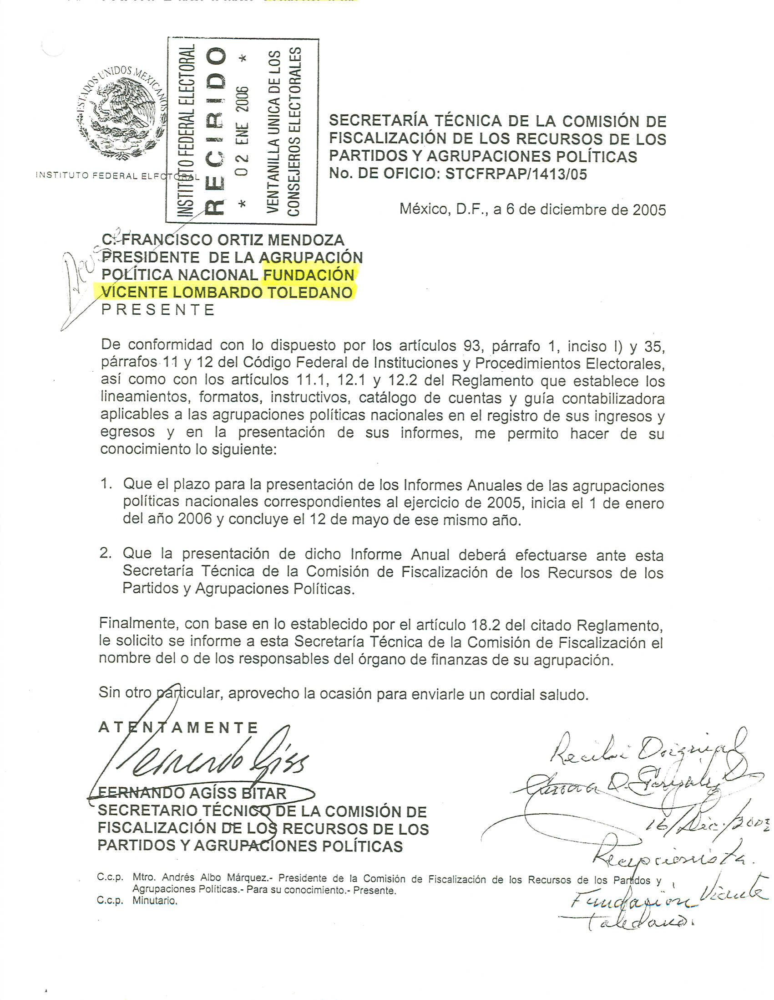 ESTADOS UNIDOS MEXICANOS
INSTITUTO FEDERAL ELECTORAL
INSTITUTO FEDERAL ELECTORAL
RECIBIDO
* 02 ENE 2006 *
VENTANILLA UNICA DE LOS
CONSEJEROS ELECTORALES
SECRETARÍA TÉCNICA DE LA COMISIÓN DE
FISCALIZACIÓN DE LOS RECURSOS DE LOS
PARTIDOS Y AGRUPACIONES POLÍTICAS
No. DE OFICIO: STCFRPAP/1413/05
México, D.F., a 6 de diciembre de 2005
C. FRANCISCO ORTIZ MENDOZA
PRESIDENTE DE LA AGRUPACIÓN
POLÍTICA NACIONAL FUNDACIÓN
VICENTE LOMBARDO TOLEDANO
P R E S E N T E
De conformidad con lo dispuesto por los artículos 93, párrafo 1, inciso l) y 35,
párrafos 11 y 12 del Código Federal de Instituciones y Procedimientos Electorales,
así como con los artículos 11.1, 12.1 y 12.2 del Reglamento que establece los
lineamientos, formatos, instructivos, catálogo de cuentas y guía contabilizadora
aplicables a las agrupaciones políticas nacionales en el registro de sus ingresos y
egresos y en la presentación de sus informes, me permito hacer de su
conocimiento lo siguiente:
1. Que el plazo para la presentación de los Informes Anuales de las agrupaciones
políticas nacionales correspondientes al ejercicio de 2005, inicia el 1 de enero
del año 2006 y concluye el 12 de mayo de ese mismo año.
2. Que la presentación de dicho Informe Anual deberá efectuarse ante esta
Secretaría Técnica de la Comisión de Fiscalización de los Recursos de los
Partidos y Agrupaciones Políticas.
Finalmente, con base en lo establecido por el artículo 18.2 del citado Reglamento,
le solicito se informe a esta Secretaría Técnica de la Comisión de Fiscalización el
nombre del o de los responsables del órgano de finanzas de su agrupación.
Sin otro particular, aprovecho la ocasión para enviarle un cordial saludo.
A T E N T A M E N T E
FERNANDO AGÍSS BITAR
SECRETARIO TÉCNICO DE LA COMISIÓN DE
FISCALIZACIÓN DE LOS RECURSOS DE LOS
PARTIDOS Y AGRUPACIONES POLÍTICAS
Recibi Original
16/Dic./2005
Recepcionista.
Fundación Vicente
Toledano.
C.c.p. Mtro. Andrés Albo Márquez.- Presidente de la Comisión de Fiscalización de los Recursos de los Partidos y
Agrupaciones Políticas.- Para su conocimiento.- Presente.
C.c.p. Minutario.